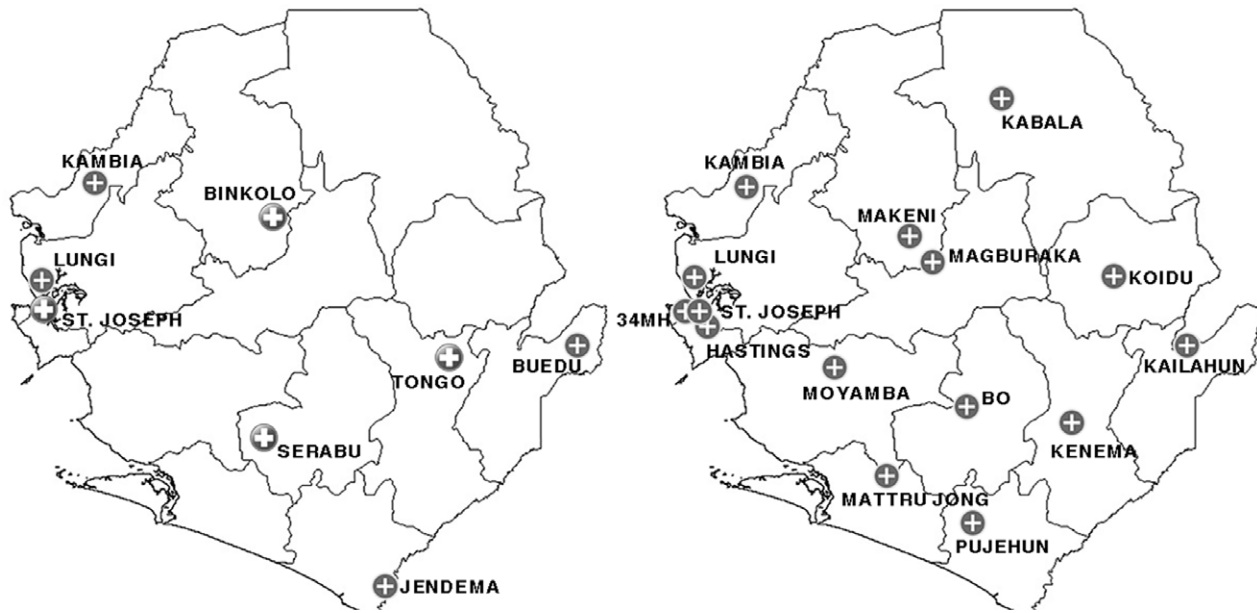 KAMBIA
BINKOLO
LUNGI
ST. JOSEPH
BUEDU
TONGO
SERABU
JENDEMA
KABALA
KAMBIA
MAKENI
MAGBURAKA
LUNGI
KOIDU
ST. JOSEPH
34MH
HASTINGS
KAILAHUN
MOYAMBA
BO
KENEMA
MATTRU JONG
PUJEHUN